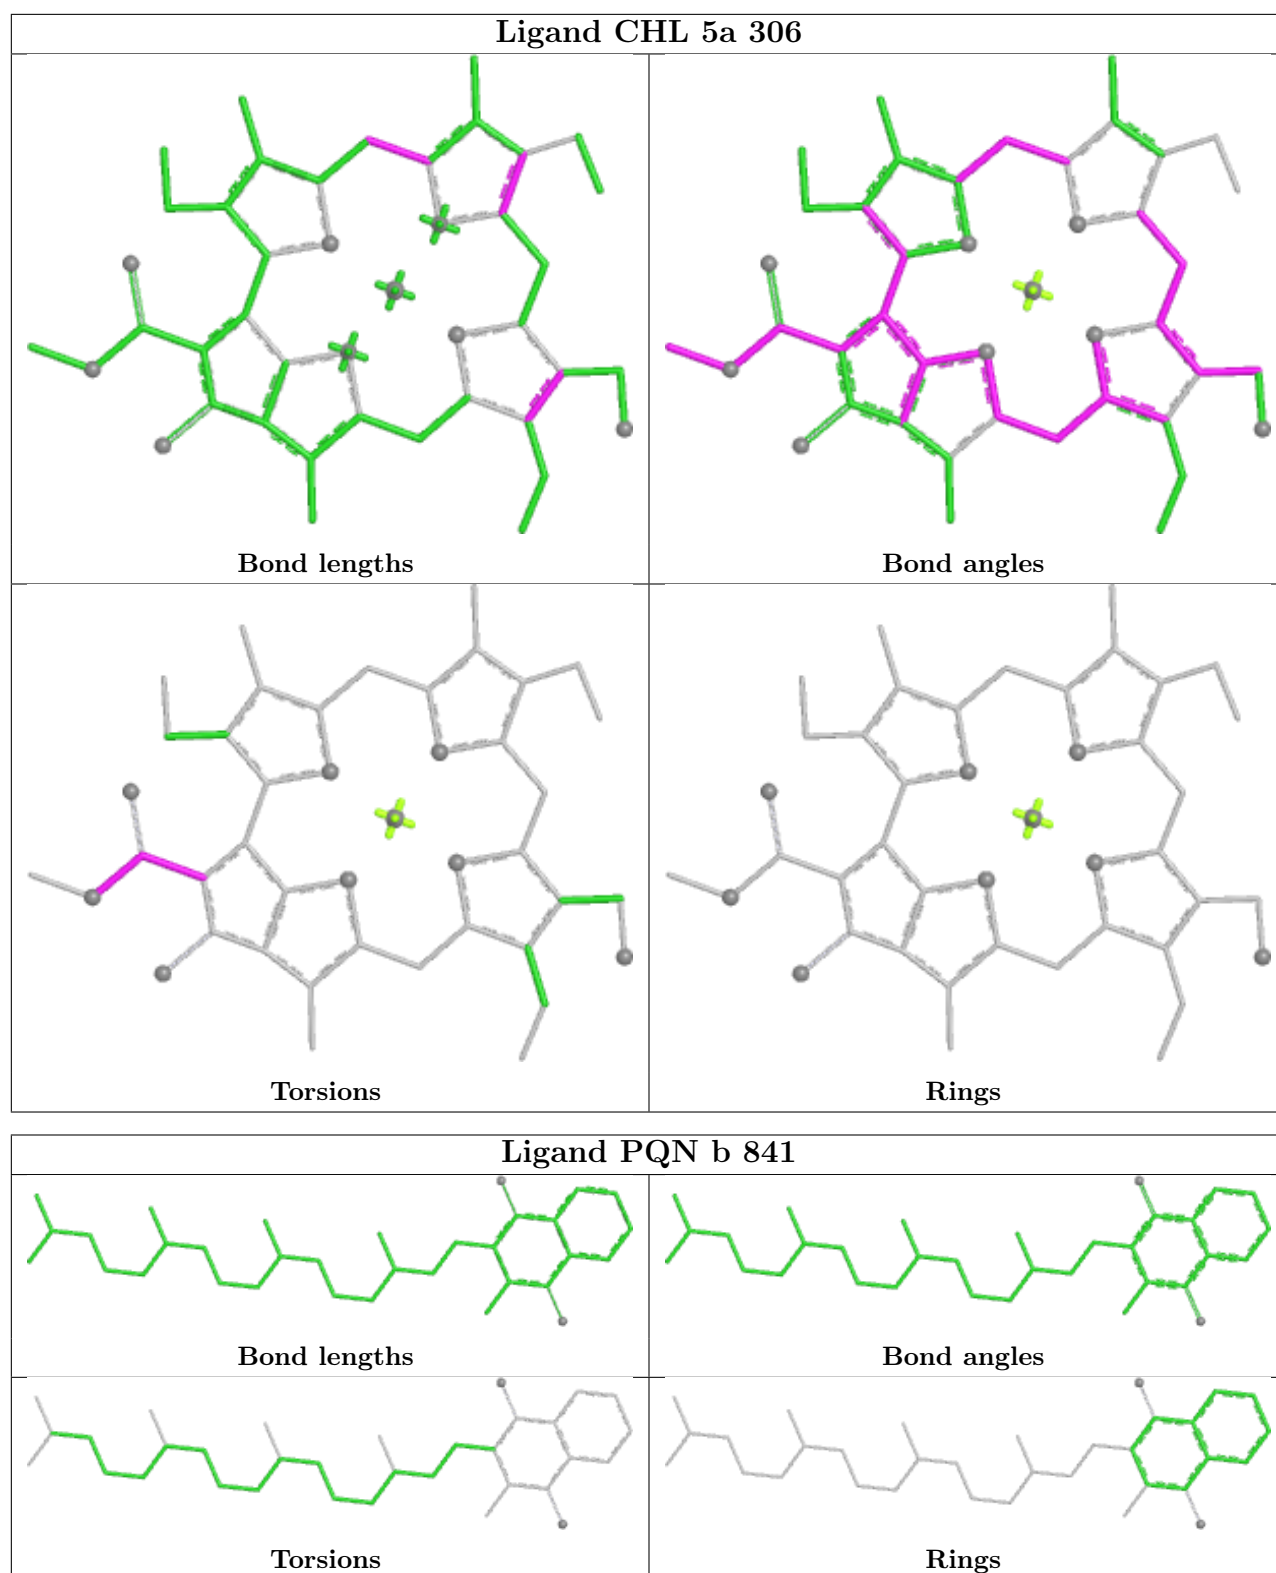 Ligand CHL 5a 306
Bond lengths
Bond angles
Torsions
Rings
Ligand PQN b 841
Bond lengths
Bond angles
Torsions
Rings